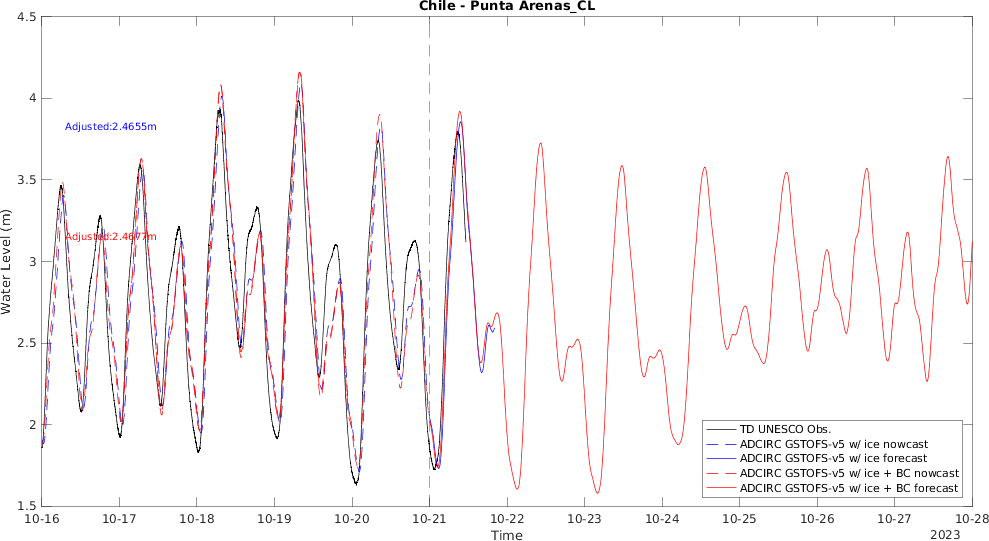 Chile - Punta Arenas_CL
4.5
4
3.5
3
2.5
2
1.5
Water Level (m)
Adjusted:2.4655m
Adjusted:2.4677m
TD UNESCO Obs.
ADCIRC GSTOFS-v5 w/ ice nowcast
ADCIRC GSTOFS-v5 w/ ice forecast
ADCIRC GSTOFS-v5 w/ ice + BC nowcast
ADCIRC GSTOFS-v5 w/ ice + BC forecast
10-16 10-17 10-18 10-19 10-20 10-21 10-22 10-23 10-24 10-25 10-26 10-27 10-28
Time
2023